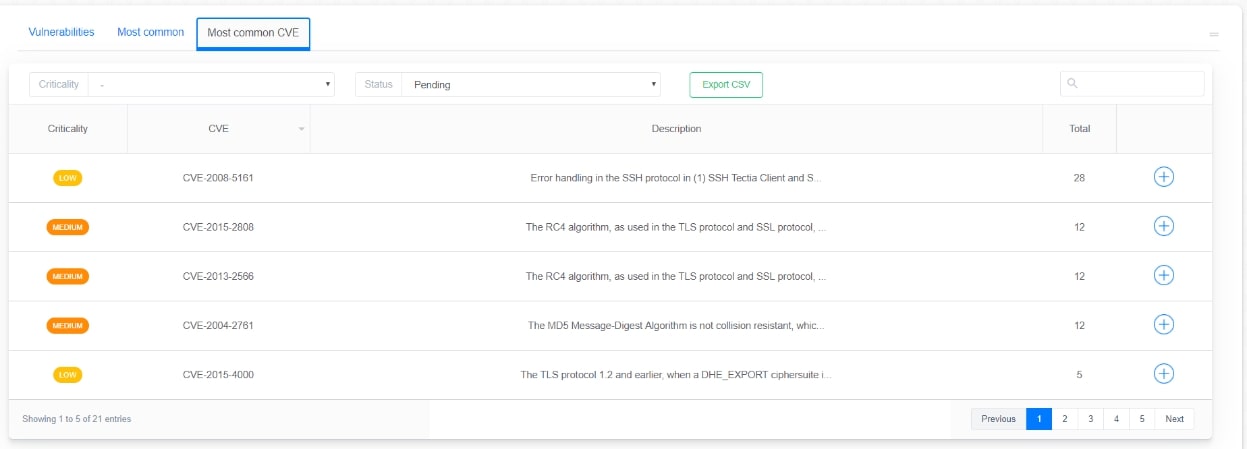 Vulnerabilities Most common Most common CVE
Criticality - Status Pending Export CSV
Criticality CVE Description Total
LOW CVE-2008-5161 Error handling in the SSH protocol in (1) SSH Tectia Client and S... 28
MEDIUM CVE-2015-2808 The RC4 algorithm, as used in the TLS protocol and SSL protocol, ... 12
MEDIUM CVE-2013-2566 The RC4 algorithm, as used in the TLS protocol and SSL protocol, ... 12
MEDIUM CVE-2004-2761 The MD5 Message-Digest Algorithm is not collision resistant, whic... 12
LOW CVE-2015-4000 The TLS protocol 1.2 and earlier, when a DHE_EXPORT ciphersuite i... 5
Showing 1 to 5 of 21 entries Previous 1 2 3 4 5 Next